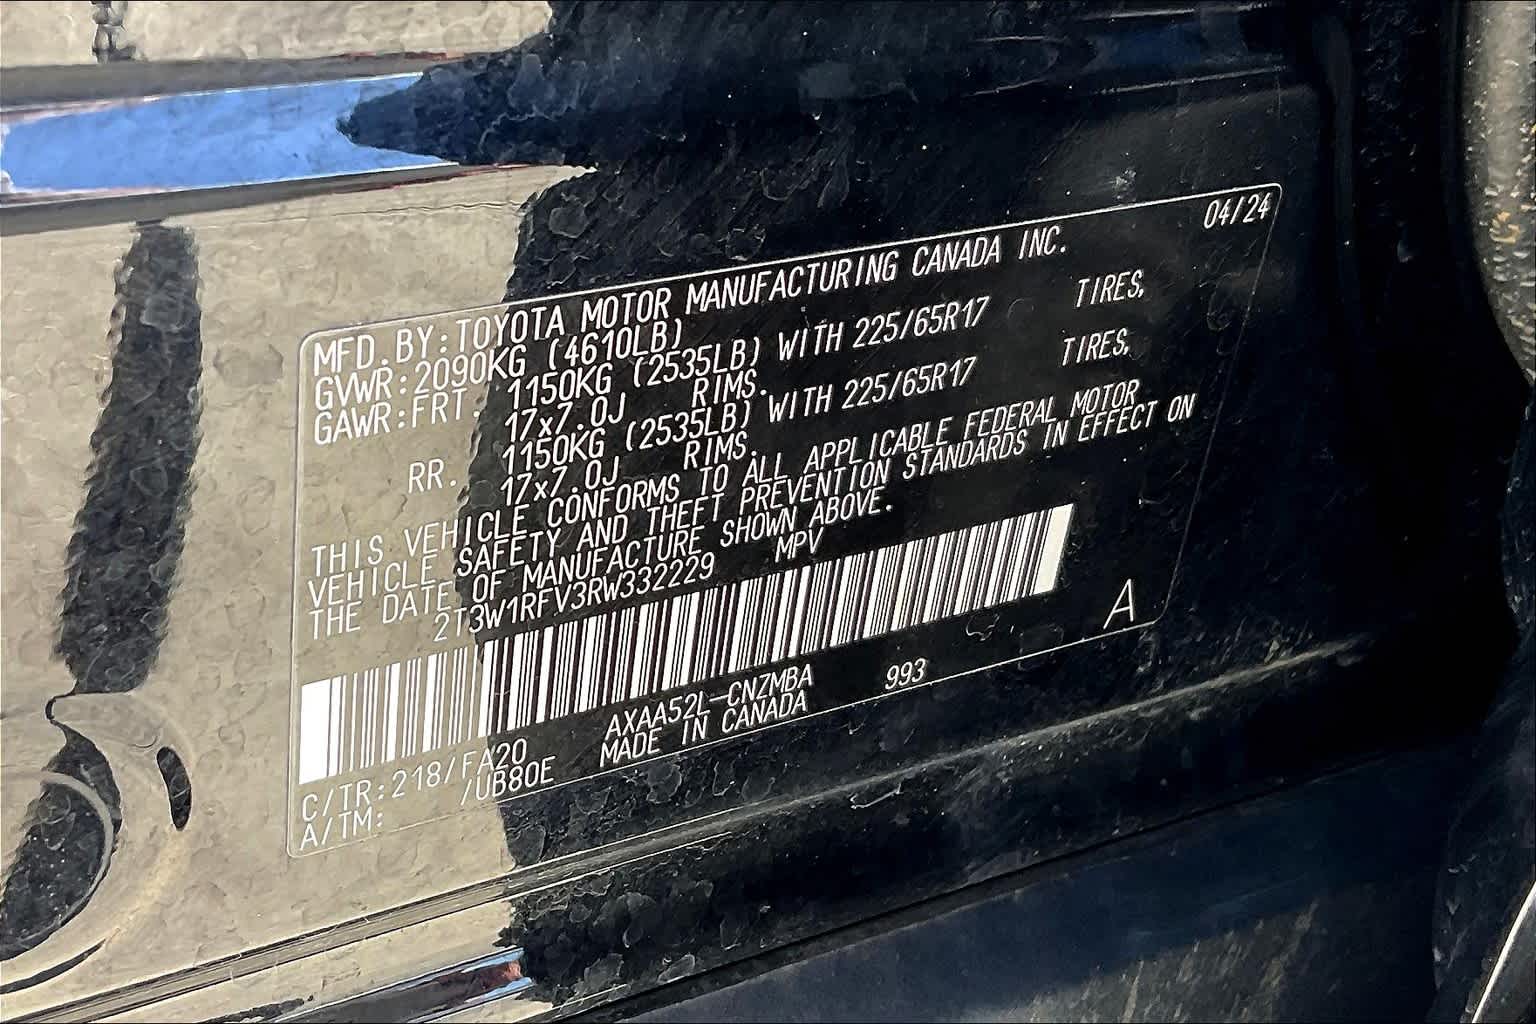 04/24
MFD.BY:TOYOTA MOTOR MANUFACTURING CANADA INC.
GVWR:2090KG (4610LB)
GAWR:FRT. 1150KG (2535LB) WITH 225/65R17 TIRES,
17x7.0J RIMS.
RR. 1150KG (2535LB) WITH 225/65R17 TIRES,
17x7.0J RIMS.
THIS VEHICLE CONFORMS TO ALL APPLICABLE FEDERAL MOTOR
VEHICLE SAFETY AND THEFT PREVENTION STANDARDS IN EFFECT ON
THE DATE OF MANUFACTURE SHOWN ABOVE.
2T3W1RFV3RW332229 MPV
A
C/TR:218/FA20 AXAA52L-CNZMBA 993
A/TM: /UB80E MADE IN CANADA